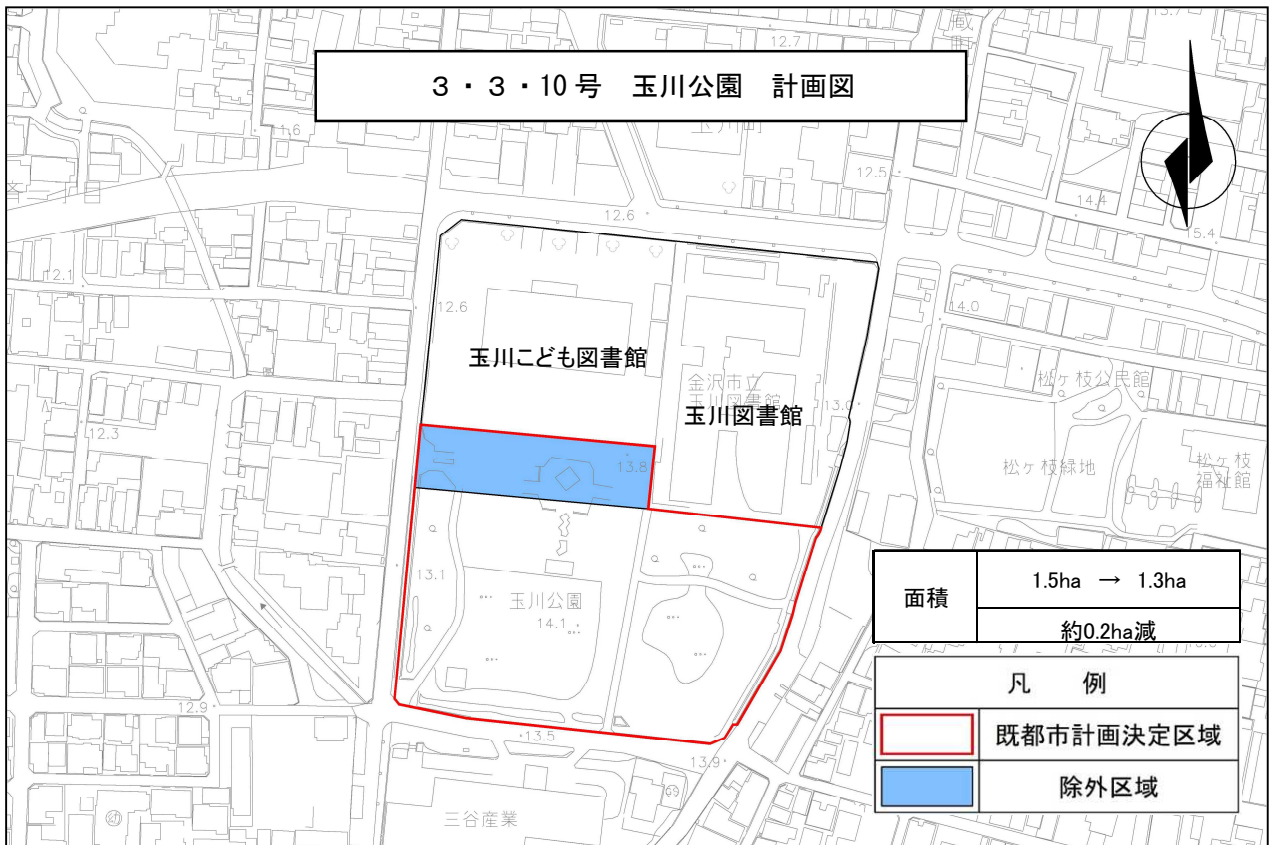 3・3・10号 玉川公園 計画図
13.7
蔵
町
12.7
玉川町
11.6
12.5
14.4
12.6
5.4
12.1
12.6
14.0
玉川こども図書館
金沢市立
玉川図書館
玉川図書館
13.0
松ヶ枝公民館
12.3
13.8
松ヶ枝緑地
松ヶ枝
福祉館
13.1
玉川公園
14.1
面積
1.5ha → 1.3ha
約0.2ha減
凡 例
既都市計画決定区域
除外区域
12.9
13.5
13.9
三谷産業
幼